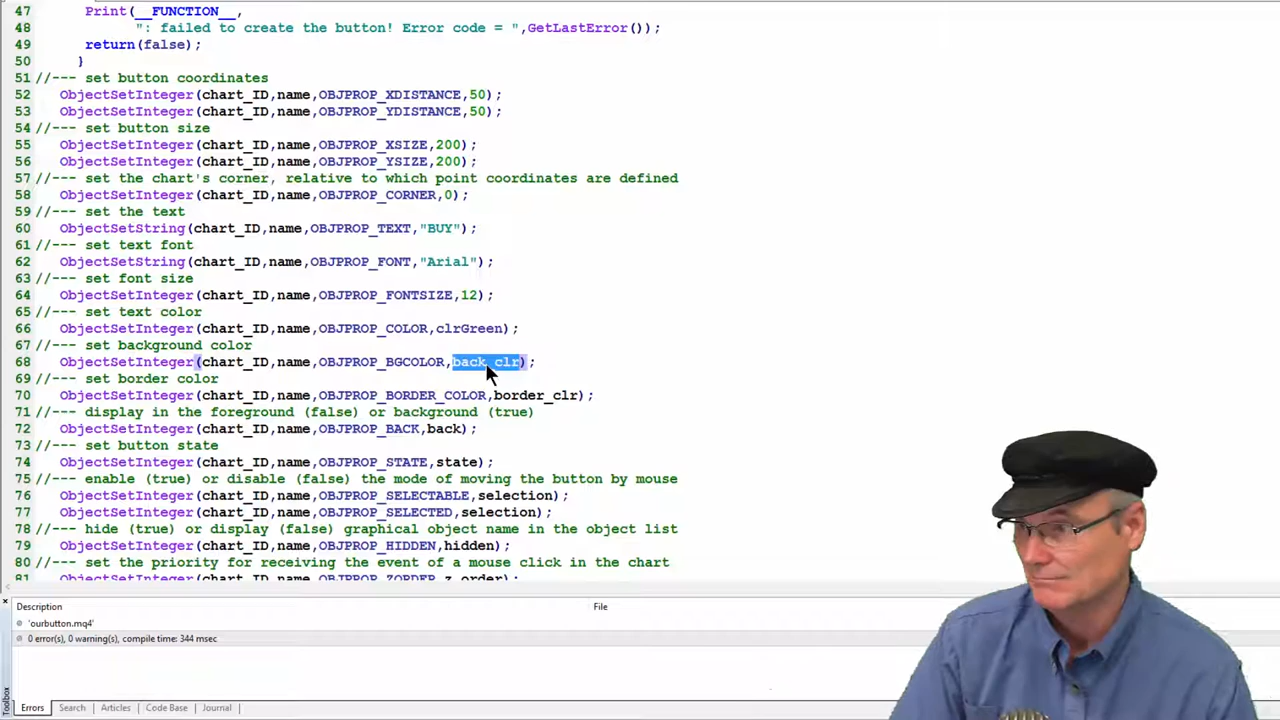 47 Print(__FUNCTION__,
48 ": failed to create the button! Error code = ",GetLastError());
49 return(false);
50 }
51 //--- set button coordinates
52 ObjectSetInteger(chart_ID,name,OBJPROP_XDISTANCE,50);
53 ObjectSetInteger(chart_ID,name,OBJPROP_YDISTANCE,50);
54 //--- set button size
55 ObjectSetInteger(chart_ID,name,OBJPROP_XSIZE,200);
56 ObjectSetInteger(chart_ID,name,OBJPROP_YSIZE,200);
57 //--- set the chart's corner, relative to which point coordinates are defined
58 ObjectSetInteger(chart_ID,name,OBJPROP_CORNER,0);
59 //--- set the text
60 ObjectSetString(chart_ID,name,OBJPROP_TEXT,"BUY");
61 //--- set text font
62 ObjectSetString(chart_ID,name,OBJPROP_FONT,"Arial");
63 //--- set font size
64 ObjectSetInteger(chart_ID,name,OBJPROP_FONTSIZE,12);
65 //--- set text color
66 ObjectSetInteger(chart_ID,name,OBJPROP_COLOR,clrGreen);
67 //--- set background color
68 ObjectSetInteger(chart_ID,name,OBJPROP_BGCOLOR,back_clr);
69 //--- set border color
70 ObjectSetInteger(chart_ID,name,OBJPROP_BORDER_COLOR,border_clr);
71 //--- display in the foreground (false) or background (true)
72 ObjectSetInteger(chart_ID,name,OBJPROP_BACK,back);
73 //--- set button state
74 ObjectSetInteger(chart_ID,name,OBJPROP_STATE,state);
75 //--- enable (true) or disable (false) the mode of moving the button by mouse
76 ObjectSetInteger(chart_ID,name,OBJPROP_SELECTABLE,selection);
77 ObjectSetInteger(chart_ID,name,OBJPROP_SELECTED,selection);
78 //--- hide (true) or display (false) graphical object name in the object list
79 ObjectSetInteger(chart_ID,name,OBJPROP_HIDDEN,hidden);
80 //--- set the priority for receiving the event of a mouse click in the chart
81 ObjectSetInteger(chart_ID,name,OBJPROP_ZORDER,z_order);
Description File
'ourbutton.mq4'
0 error(s), 0 warning(s), compile time: 344 msec
Toolbox
Errors Search Articles Code Base Journal